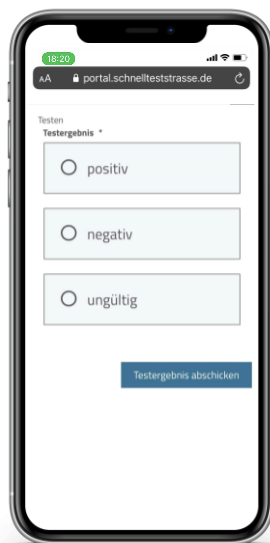 18:20
AA portal.schnellteststrasse.de
Testen
Testergebnis *
positiv
negativ
ungültig
Testergebnis abschicken